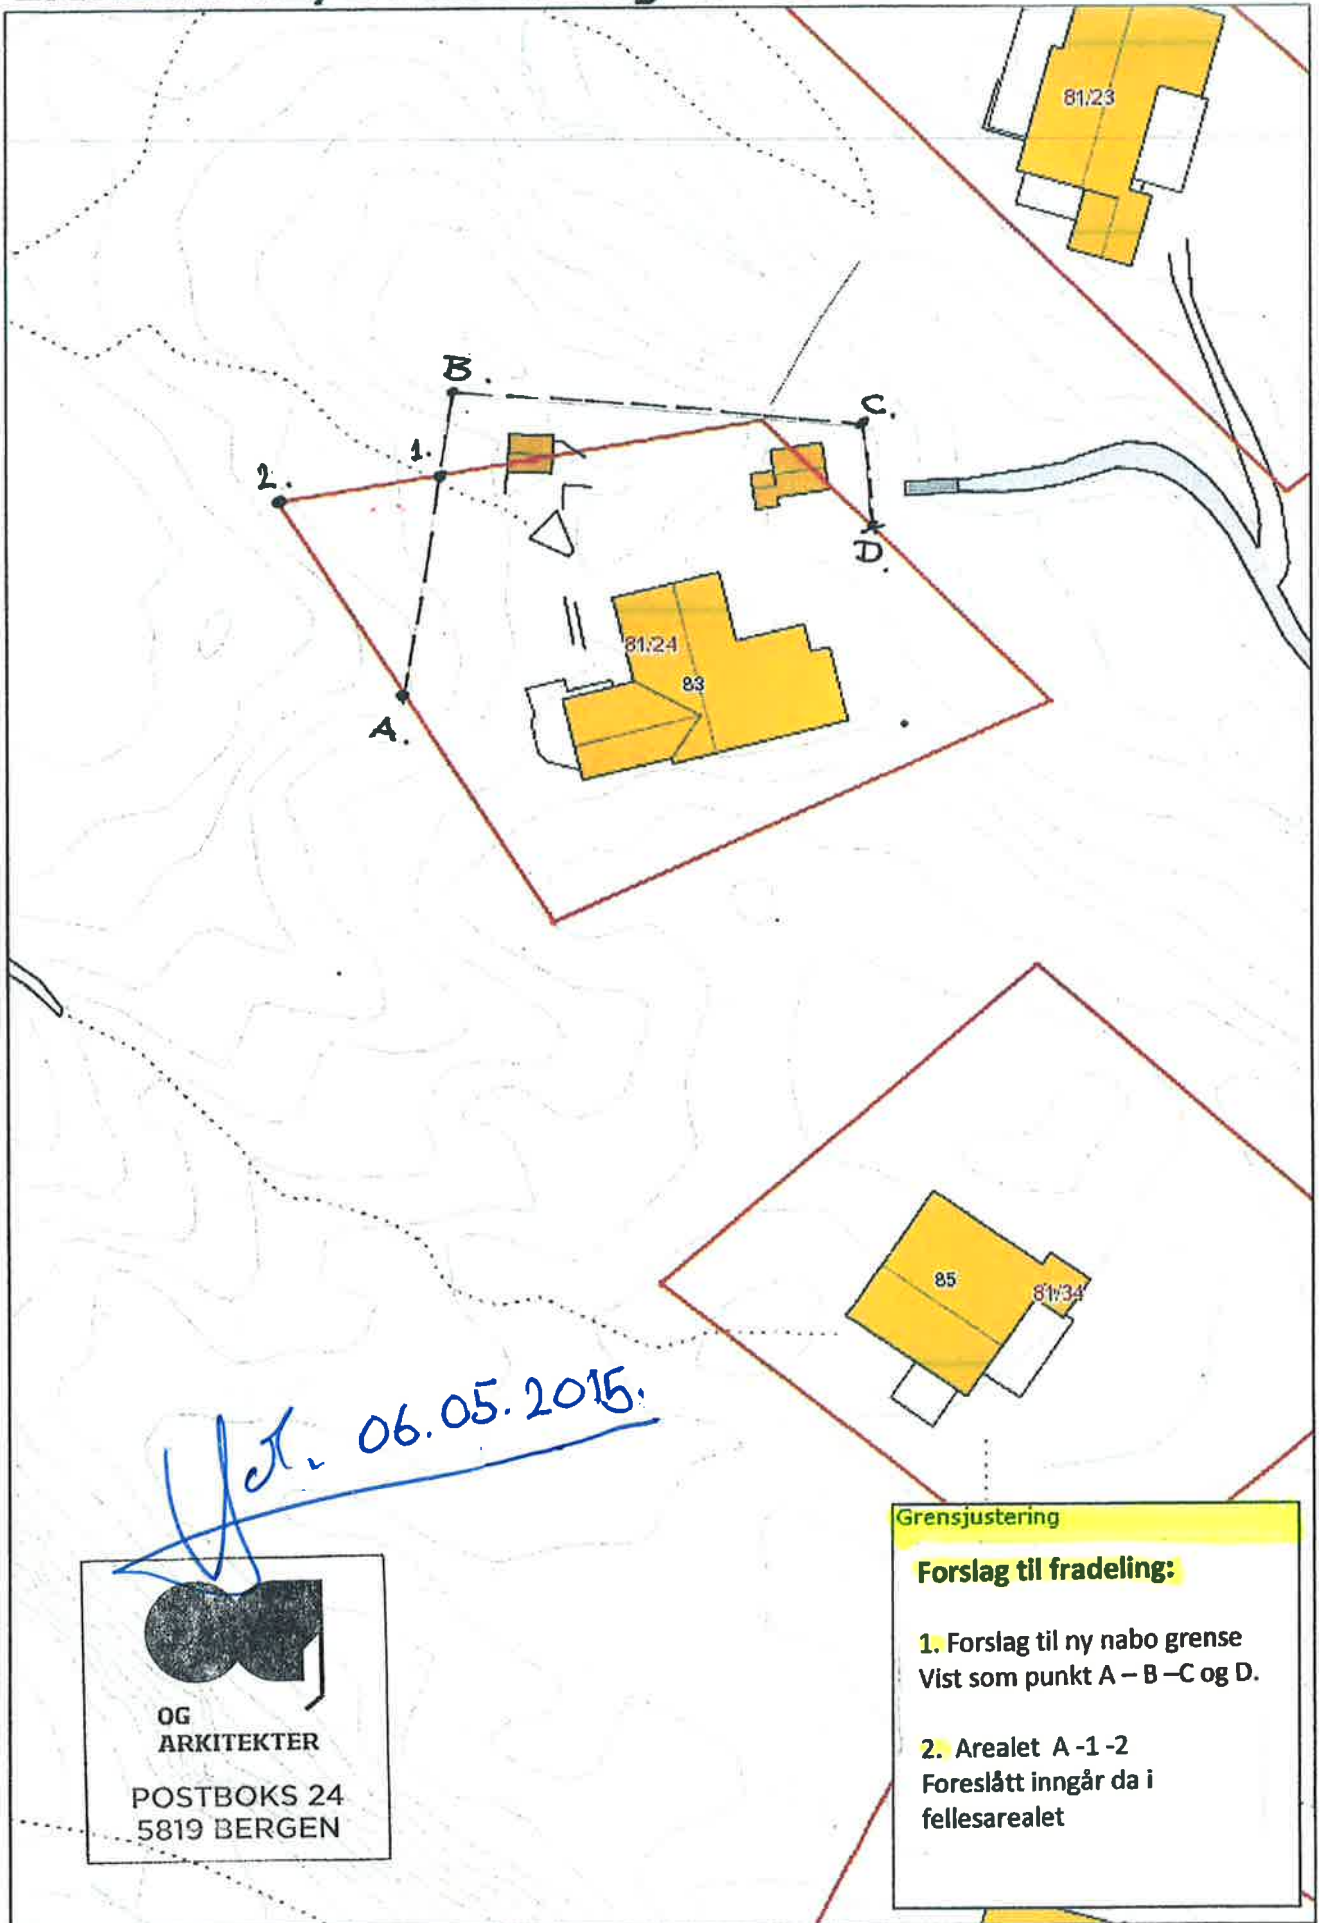 81/23
B.
C.
1.
2.
D.
81/24
83
A.
85
81/34
06.05.2015.
Grensjustering
Forslag til fradeling:
1. Forslag til ny nabo grense
Vist som punkt A – B –C og D.
2. Arealet A -1 -2
Foreslått inngår da i
fellesarealet
OG
ARKITEKTER
POSTBOKS 24
5819 BERGEN